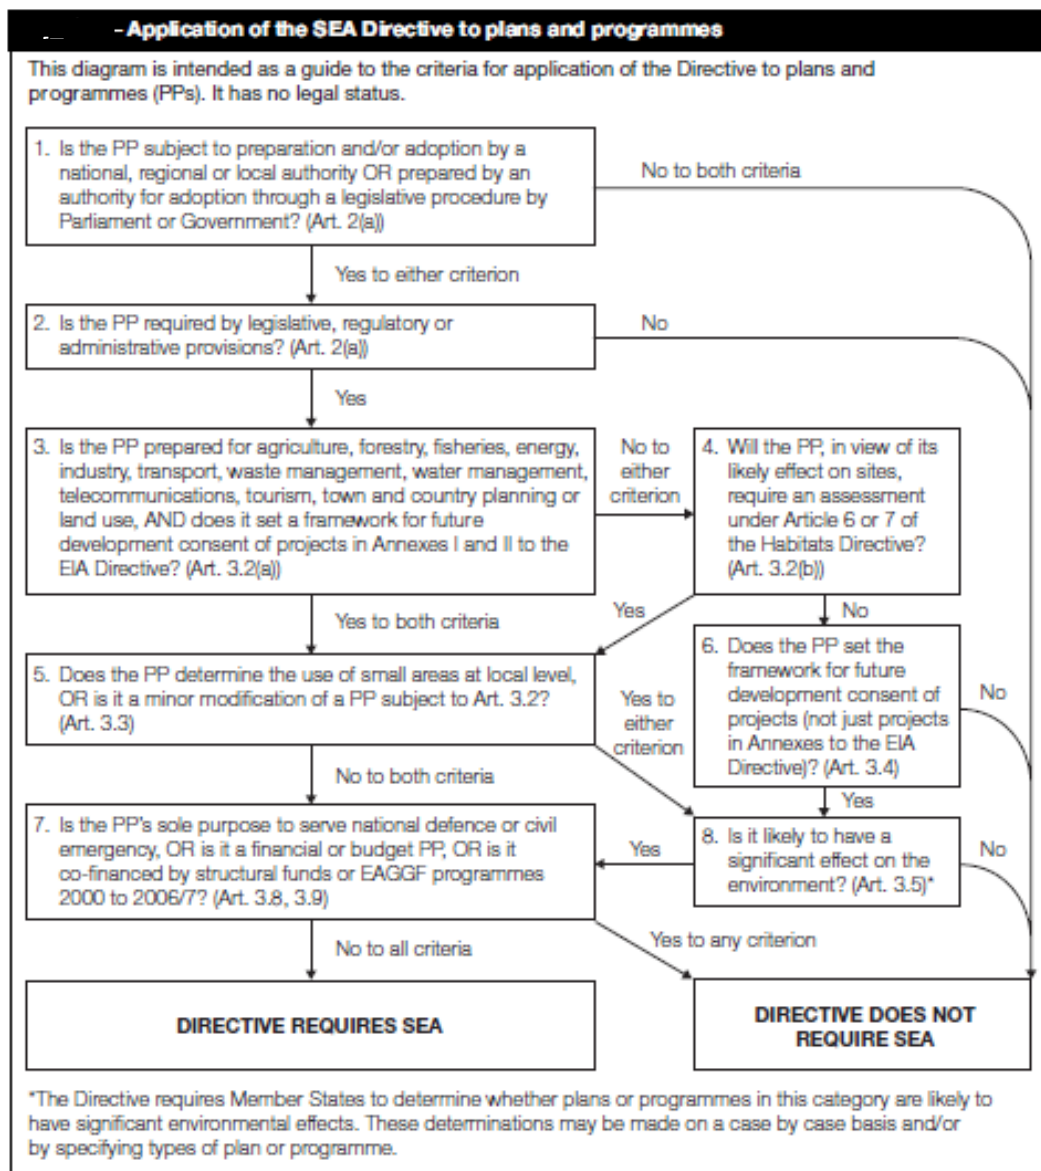 - Application of the SEA Directive to plans and programmes
This diagram is intended as a guide to the criteria for application of the Directive to plans and
programmes (PPs). It has no legal status.
1. Is the PP subject to preparation and/or adoption by a
national, regional or local authority OR prepared by an
authority for adoption through a legislative procedure by
Parliament or Government? (Art. 2(a))
No to both criteria
Yes to either criterion
2. Is the PP required by legislative, regulatory or
administrative provisions? (Art. 2(a))
No
Yes
3. Is the PP prepared for agriculture, forestry, fisheries, energy,
industry, transport, waste management, water management,
telecommunications, tourism, town and country planning or
land use, AND does it set a framework for future
development consent of projects in Annexes I and II to the
EIA Directive? (Art. 3.2(a))
No to
either
criterion
4. Will the PP, in view of its
likely effect on sites,
require an assessment
under Article 6 or 7 of
the Habitats Directive?
(Art. 3.2(b))
Yes to both criteria
Yes
No
5. Does the PP determine the use of small areas at local level,
OR is it a minor modification of a PP subject to Art. 3.2?
(Art. 3.3)
Yes to
either
criterion
6. Does the PP set the
framework for future
development consent of
projects (not just projects
in Annexes to the EIA
Directive)? (Art. 3.4)
No
No to both criteria
Yes
7. Is the PP's sole purpose to serve national defence or civil
emergency, OR is it a financial or budget PP, OR is it
co-financed by structural funds or EAGGF programmes
2000 to 2006/7? (Art. 3.8, 3.9)
Yes
8. Is it likely to have a
significant effect on the
environment? (Art. 3.5)*
No
No to all criteria
Yes to any criterion
DIRECTIVE REQUIRES SEA
DIRECTIVE DOES NOT
REQUIRE SEA
*The Directive requires Member States to determine whether plans or programmes in this category are likely to
have significant environmental effects. These determinations may be made on a case by case basis and/or
by specifying types of plan or programme.